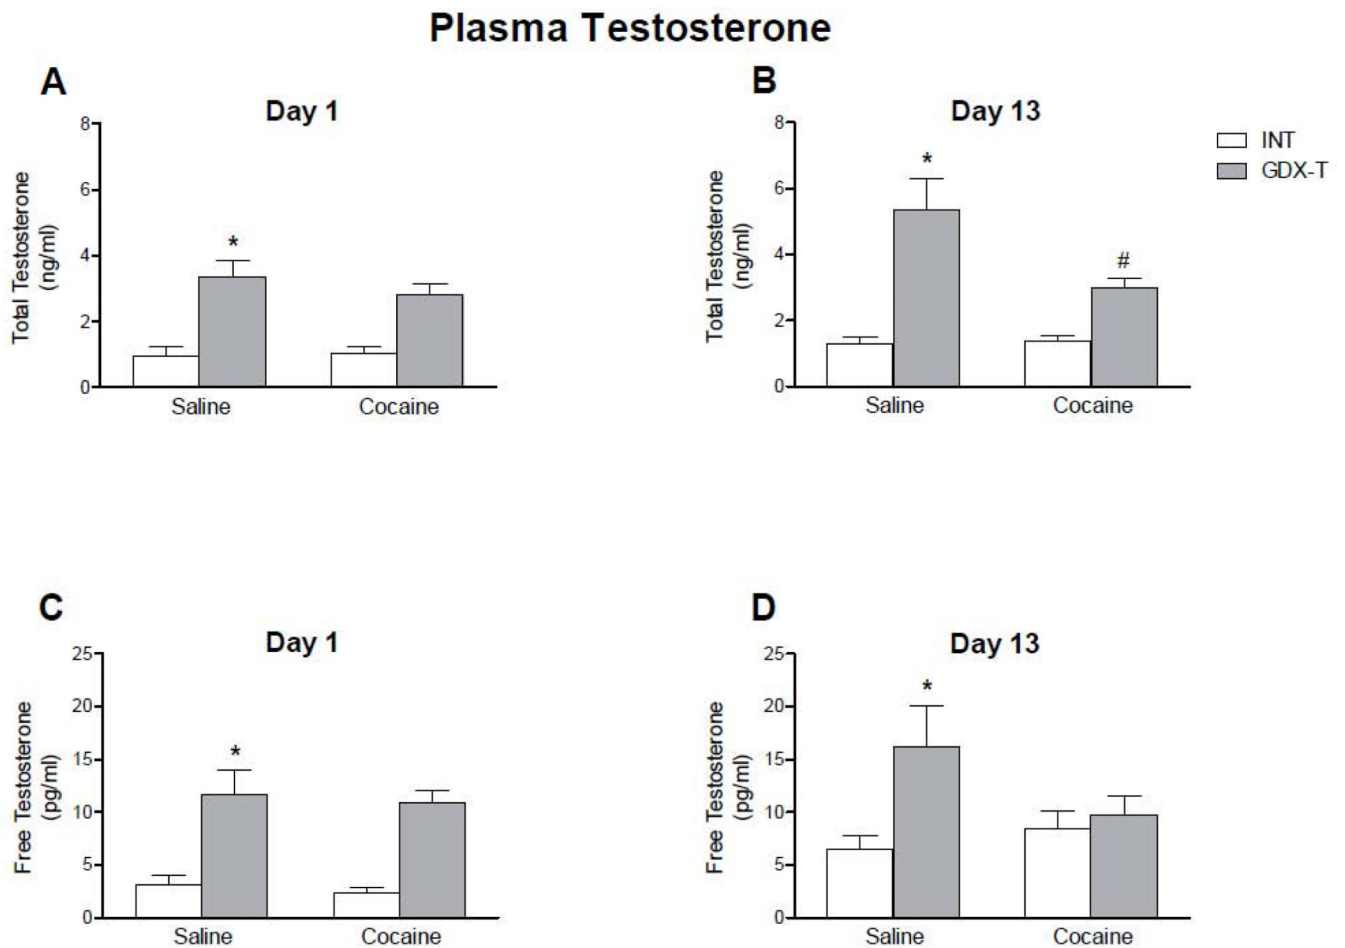 Plasma Testosterone
A
Day 1
Total Testosterone
(ng/ml)
8
6
4
2
0
*
Saline
Cocaine
B
Day 13
Total Testosterone
(ng/ml)
8
6
4
2
0
*
#
Saline
Cocaine
INT
GDX-T
C
Day 1
Free Testosterone
(pg/ml)
25
20
15
10
5
0
*
Saline
Cocaine
D
Day 13
Free Testosterone
(pg/ml)
25
20
15
10
5
0
*
Saline
Cocaine